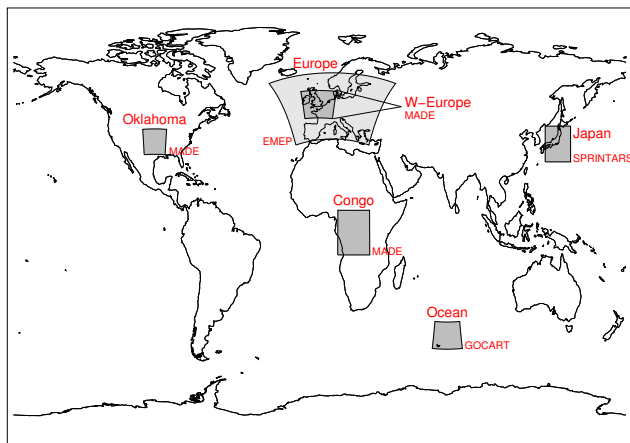 Europe
W-Europe
MADE
EMEP
Oklahoma
MADE
Japan
SPRINTARS
Congo
MADE
Ocean
GOCART